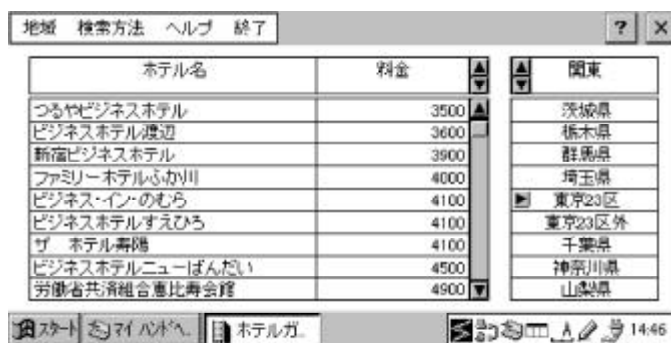 地域 検索方法 ヘルプ 終了 ? ×
ホテル名 料金 関東
つるやビジネスホテル 3500 茨城県
ビジネスホテル渡辺 3600 栃木県
新宿ビジネスホテル 3900 群馬県
ファミリーホテルふか川 4000 埼玉県
ビジネス・イン・のむら 4100 東京23区
ビジネスホテルすえひろ 4100 東京23区外
ザ ホテル寿陽 4100 千葉県
ビジネスホテルニューばんだい 4500 神奈川県
労働省共済組合恵比寿会館 4900 山梨県
スタート マイ ハンドヘ.. ホテルガ.. A 14:46